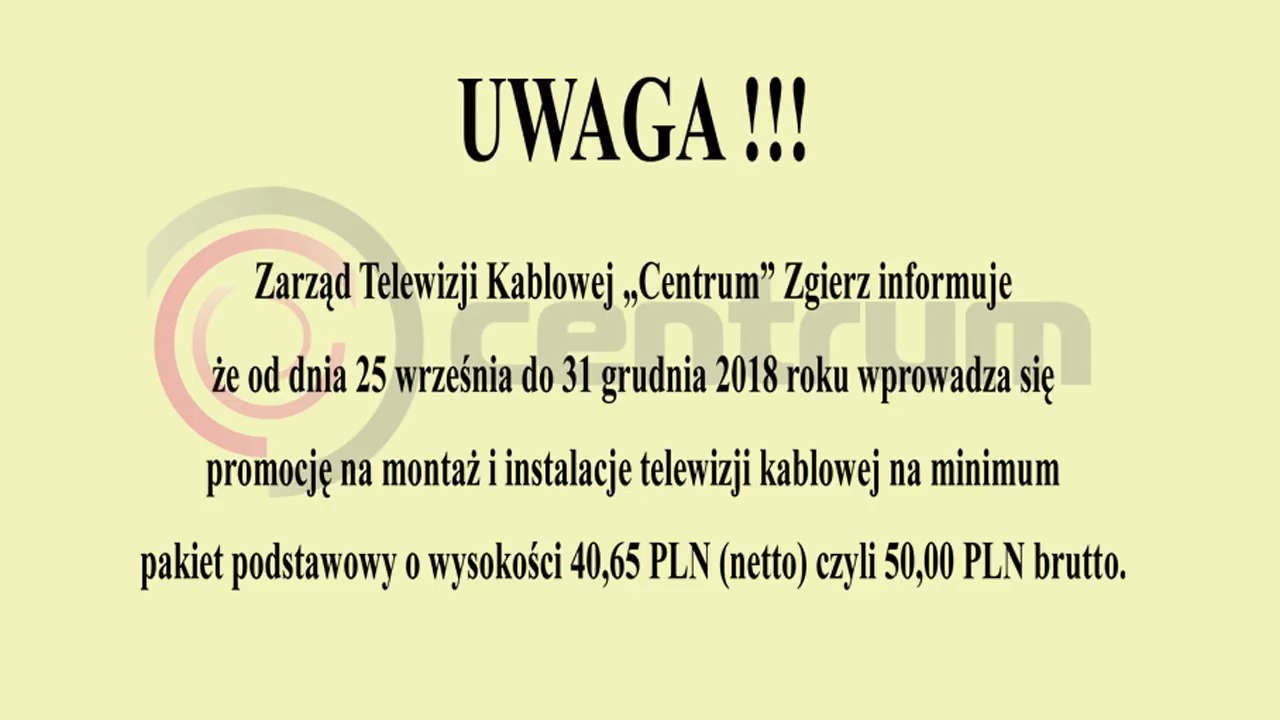 UWAGA !!!
Zarząd Telewizji Kablowej „Centrum” Zgierz informuje
centrum
że od dnia 25 września do 31 grudnia 2018 roku wprowadza się
promocję na montaż i instalacje telewizji kablowej na minimum
pakiet podstawowy o wysokości 40,65 PLN (netto) czyli 50,00 PLN brutto.